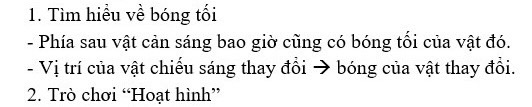 1. Tìm hiểu về bóng tối
- Phía sau vật cản sáng bao giờ cũng có bóng tối của vật đó.
- Vị trí của vật chiếu sáng thay đổi → bóng của vật thay đổi.
2. Trò chơi “Hoạt hình”